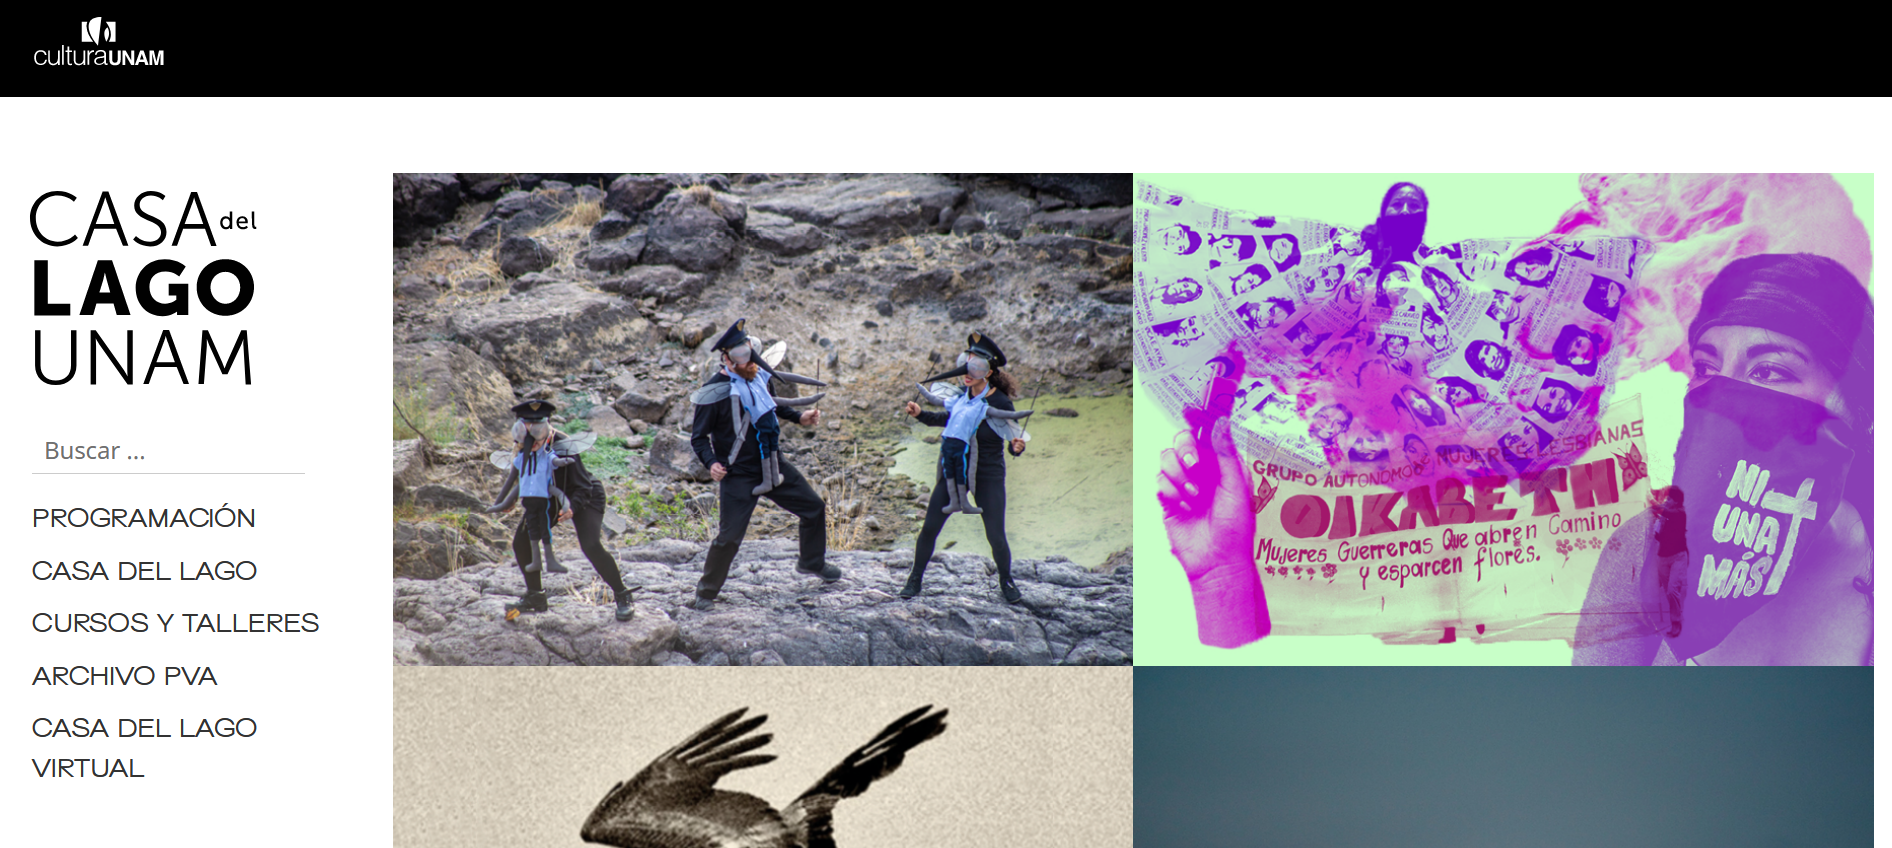 culturaUNAM
CASA del
LAGO
UNAM
Buscar ...
PROGRAMACIÓN
CASA DEL LAGO
CURSOS Y TALLERES
ARCHIVO PVA
CASA DEL LAGO
VIRTUAL
GRUPO AUTONOMO MUJERES LESBIANAS
OIKABETH
Mujeres Guerreras Que abren Camino
y esparcen flores.
NI
UNA
MÁS